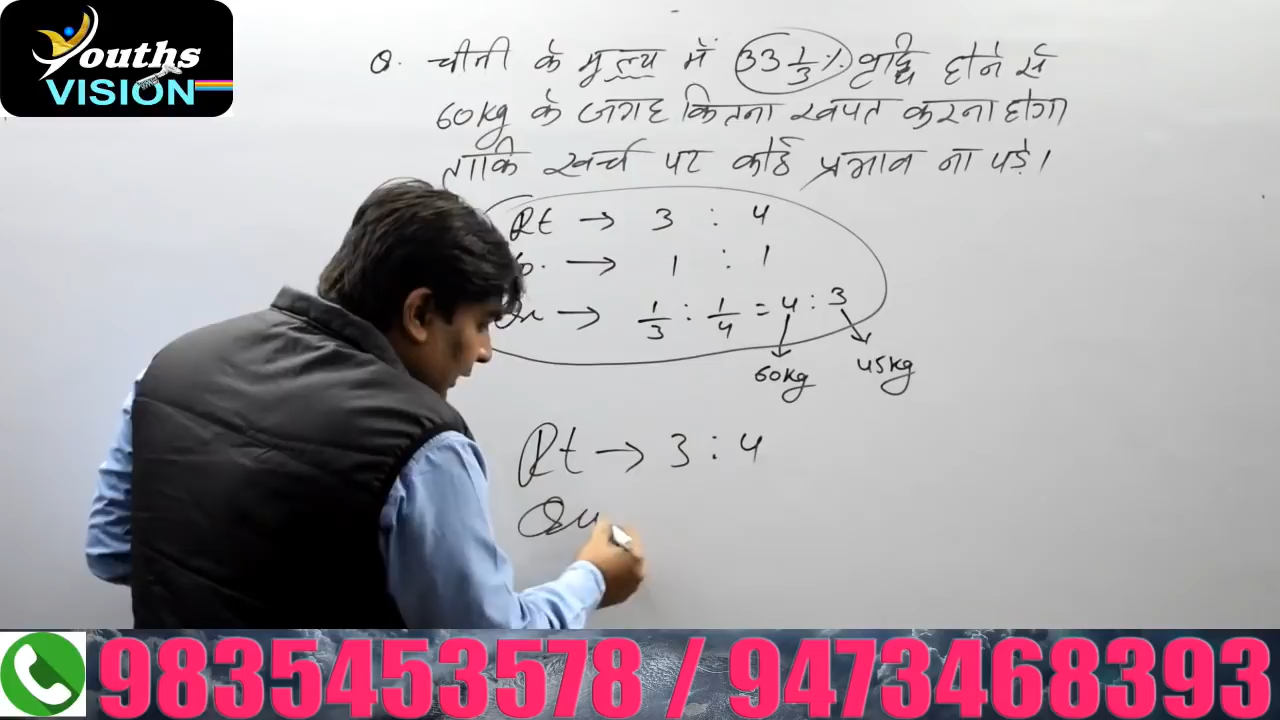 Youths
VISION
Q. चीनी के मुल्य में 33 1/3 % वृद्धि होने से
60kg के जगह कितना खपत करना होगा
ताकि खर्च पर कोई प्रभाव ना पड़े।
Rt → 3 : 4
→ 1 : 1
→ 1/3 : 1/4 = 4 : 3
60kg 45kg
Rt → 3 : 4
Qu
9835453578 / 9473468393